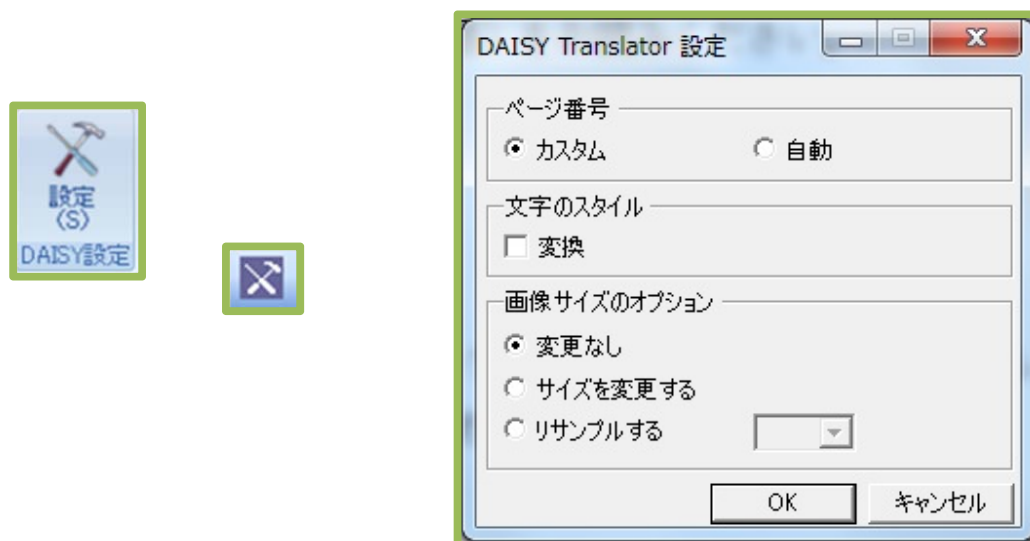 設定
(S)
DAISY設定
DAISY Translator 設定
ページ番号
カスタム 自動
文字のスタイル
変換
画像サイズのオプション
変更なし
サイズを変更する
リサンプルする
OK キャンセル